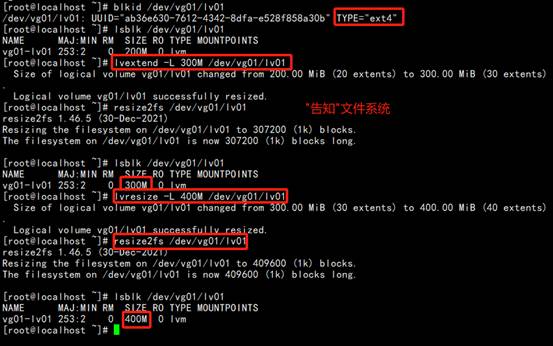 [root@localhost ~]# blkid /dev/vg01/lv01
/dev/vg01/lv01: UUID="ab36e630-7612-4342-8dfa-e528f858a30b" TYPE="ext4"
[root@localhost ~]# lsblk /dev/vg01/lv01
NAME      MAJ:MIN RM  SIZE RO TYPE MOUNTPOINTS
vg01-lv01 253:2    0  200M  0 lvm
[root@localhost ~]# lvextend -L 300M /dev/vg01/lv01
  Size of logical volume vg01/lv01 changed from 200.00 MiB (20 extents) to 300.00 MiB (30 extents)
.
  Logical volume vg01/lv01 successfully resized.
[root@localhost ~]# resize2fs /dev/vg01/lv01 "告知"文件系统
resize2fs 1.46.5 (30-Dec-2021)
Resizing the filesystem on /dev/vg01/lv01 to 307200 (1k) blocks.
The filesystem on /dev/vg01/lv01 is now 307200 (1k) blocks long.
[root@localhost ~]# lsblk /dev/vg01/lv01
NAME      MAJ:MIN RM  SIZE RO TYPE MOUNTPOINTS
vg01-lv01 253:2    0  300M  0 lvm
[root@localhost ~]# lvresize -L 400M /dev/vg01/lv01
  Size of logical volume vg01/lv01 changed from 300.00 MiB (30 extents) to 400.00 MiB (40 extents)
.
  Logical volume vg01/lv01 successfully resized.
[root@localhost ~]# resize2fs /dev/vg01/lv01
resize2fs 1.46.5 (30-Dec-2021)
Resizing the filesystem on /dev/vg01/lv01 to 409600 (1k) blocks.
The filesystem on /dev/vg01/lv01 is now 409600 (1k) blocks long.
[root@localhost ~]# lsblk /dev/vg01/lv01
NAME      MAJ:MIN RM  SIZE RO TYPE MOUNTPOINTS
vg01-lv01 253:2    0  400M  0 lvm
[root@localhost ~]#